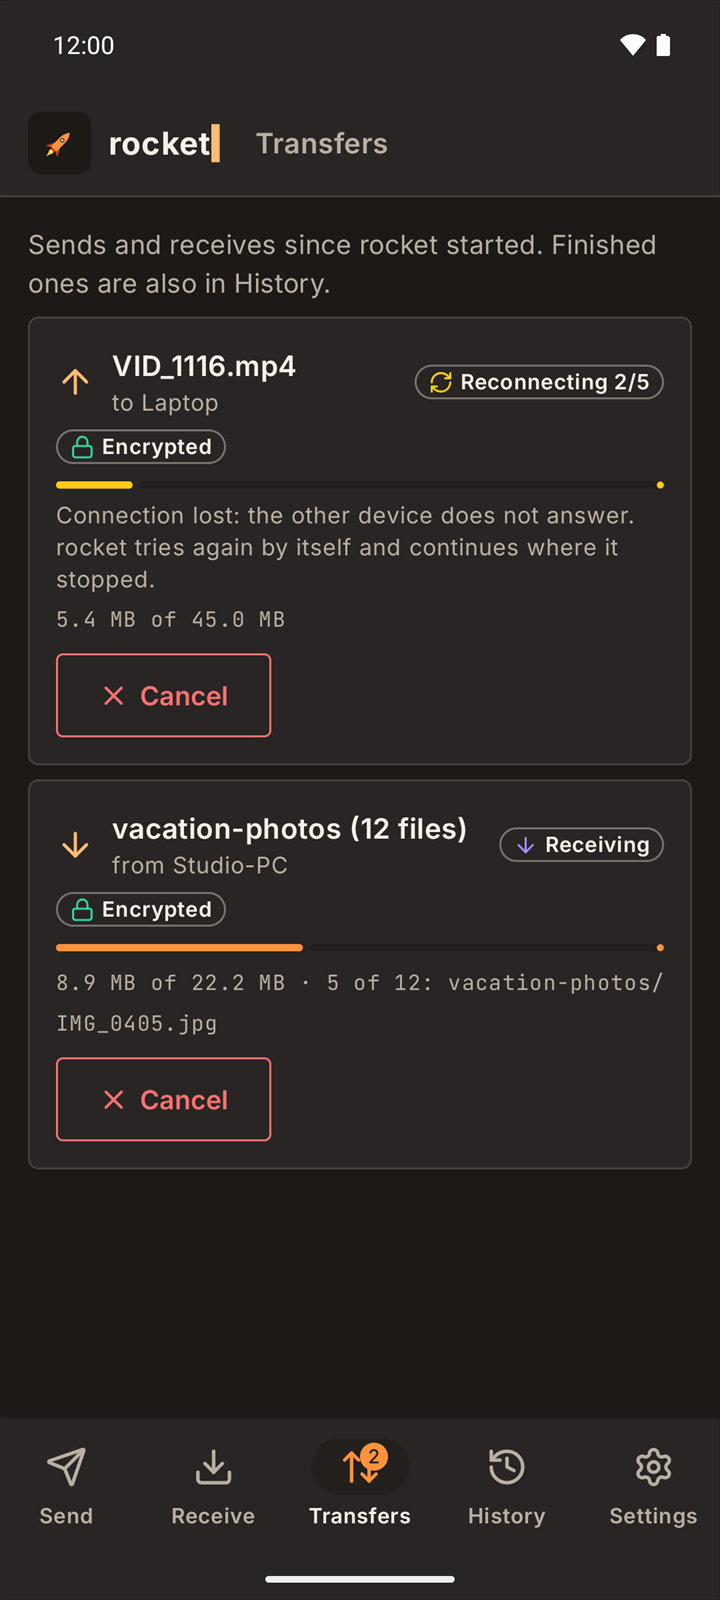 12:00
rocket Transfers
Sends and receives since rocket started. Finished
ones are also in History.
VID_1116.mp4
to Laptop
Reconnecting 2/5
Encrypted
Connection lost: the other device does not answer.
rocket tries again by itself and continues where it
stopped.
5.4 MB of 45.0 MB
Cancel
vacation-photos (12 files)
from Studio-PC
Receiving
Encrypted
8.9 MB of 22.2 MB · 5 of 12: vacation-photos/
IMG_0405.jpg
Cancel
2
Send Receive Transfers History Settings